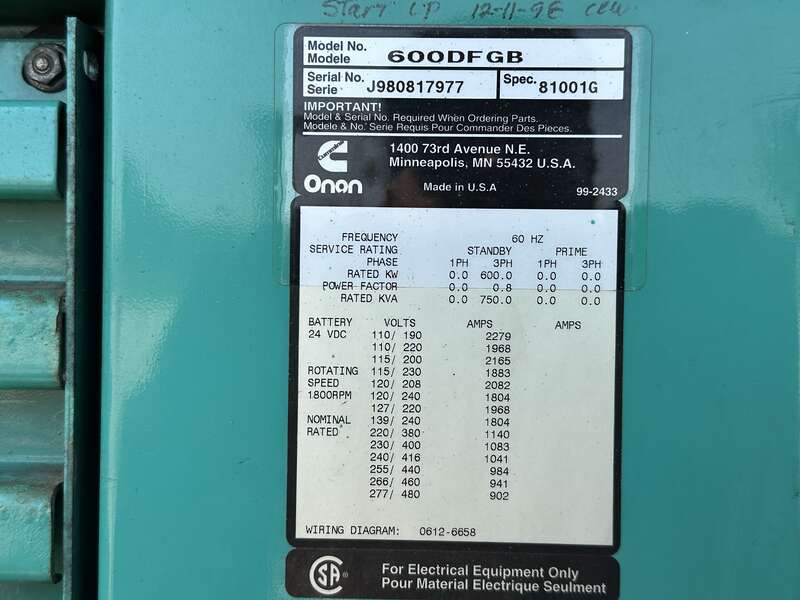 Start up 12-11-98 CCW
Model No.
Modele 600DFGB
Serial No. Spec.
Serie J980817977 81001G
IMPORTANT!
Model & Serial No. Required When Ordering Parts.
Modele & No. Serie Requis Pour Commander Des Pieces.
1400 73rd Avenue N.E.
Minneapolis, MN 55432 U.S.A.
Onan Made in U.S.A 99-2433
FREQUENCY 60 HZ
SERVICE RATING STANDBY PRIME
PHASE 1PH 3PH 1PH 3PH
RATED KW 0.0 600.0 0.0 0.0
POWER FACTOR 0.0 0.8 0.0 0.0
RATED KVA 0.0 750.0 0.0 0.0
BATTERY VOLTS AMPS AMPS
24 VDC 110/ 190 2279
110/ 220 1968
115/ 200 2165
ROTATING 115/ 230 1883
SPEED 120/ 208 2082
1800RPM 120/ 240 1804
127/ 220 1968
NOMINAL 139/ 240 1804
RATED 220/ 380 1140
230/ 400 1083
240/ 416 1041
255/ 440 984
266/ 460 941
277/ 480 902
WIRING DIAGRAM: 0612-6658
CSA For Electrical Equipment Only
Pour Material Electrique Seulment